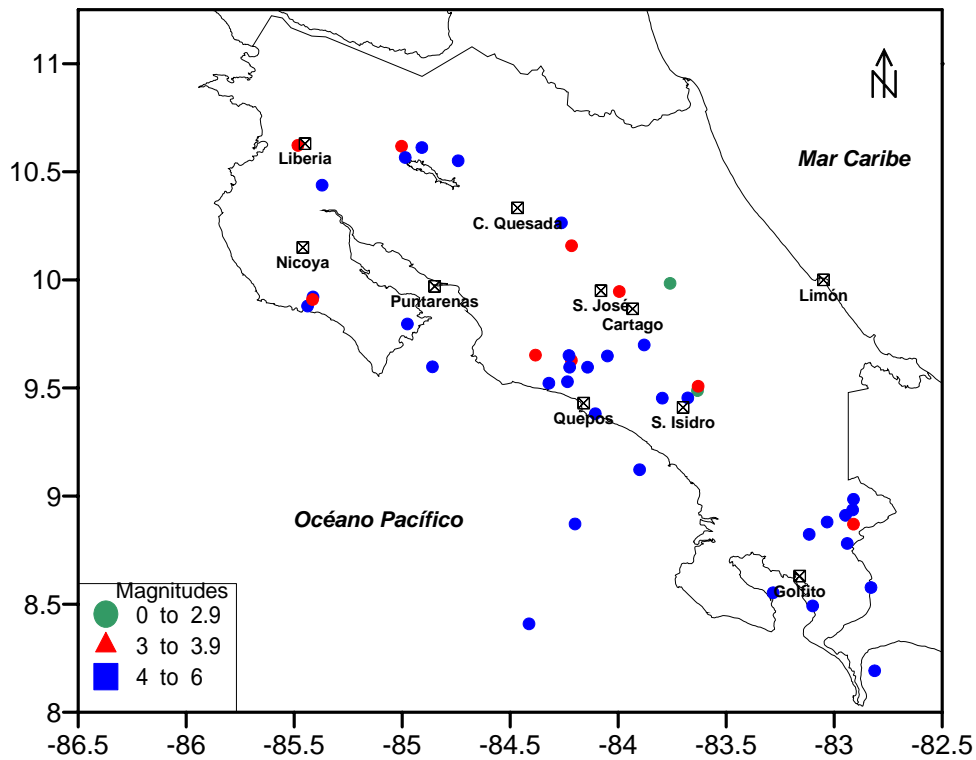 11
N
Mar Caribe
10.5
Liberia
C. Quesada
Nicoya
10
Limón
Puntarenas
S. José
Cartago
9.5
Quepos
S. Isidro
9
Océano Pacífico
Golfito
8.5
Magnitudes
0 to 2.9
3 to 3.9
4 to 6
8
-86.5 -86 -85.5 -85 -84.5 -84 -83.5 -83 -82.5